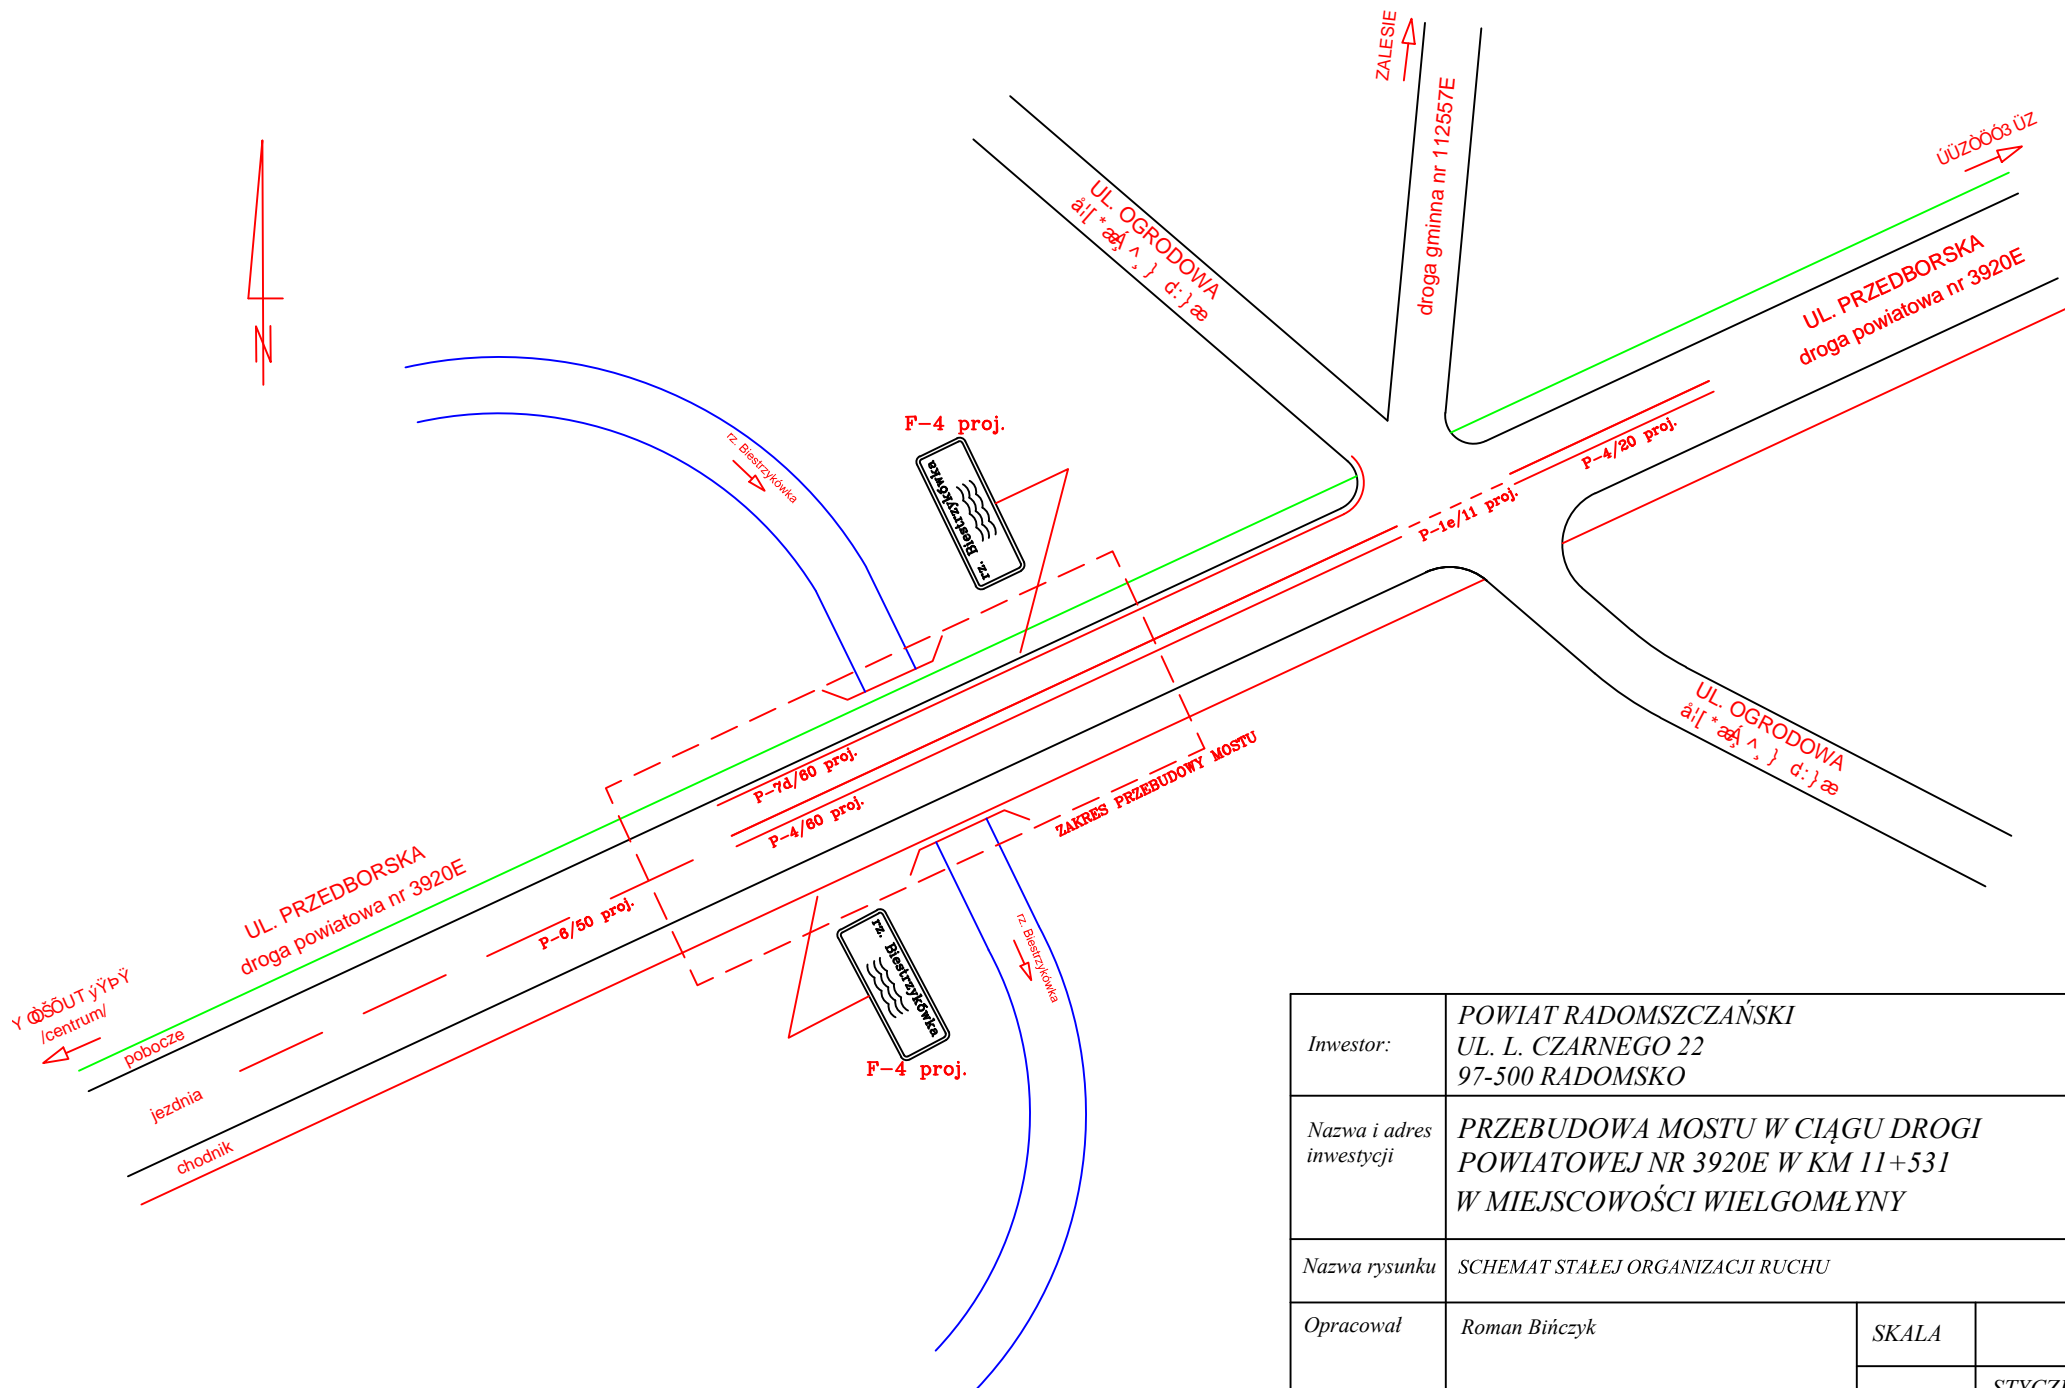 ZALESIE
droga gminna nr 112557E
UL. OGRODOWA
UL. PRZEDBORSKA
droga powiatowa nr 3920E
N
rz. Biestrzykówka
F-4 proj.
rz. Biestrzykówka
P-4/20 proj.
P-1e/11 proj.
UL. OGRODOWA
P-7d/60 proj.
P-4/60 proj.
ZAKRES PRZEBUDOWY MOSTU
P-6/50 proj.
UL. PRZEDBORSKA
droga powiatowa nr 3920E
/centrum/
pobocze
jezdnia
chodnik
rz. Biestrzykówka
F-4 proj.
rz. Biestrzykówka
Inwestor:
POWIAT RADOMSZCZAŃSKI
UL. L. CZARNEGO 22
97-500 RADOMSKO
Nazwa i adres
inwestycji
PRZEBUDOWA MOSTU W CIĄGU DROGI
POWIATOWEJ NR 3920E W KM 11+531
W MIEJSCOWOŚCI WIELGOMŁYNY
Nazwa rysunku
SCHEMAT STAŁEJ ORGANIZACJI RUCHU
Opracował
Roman Bińczyk
SKALA